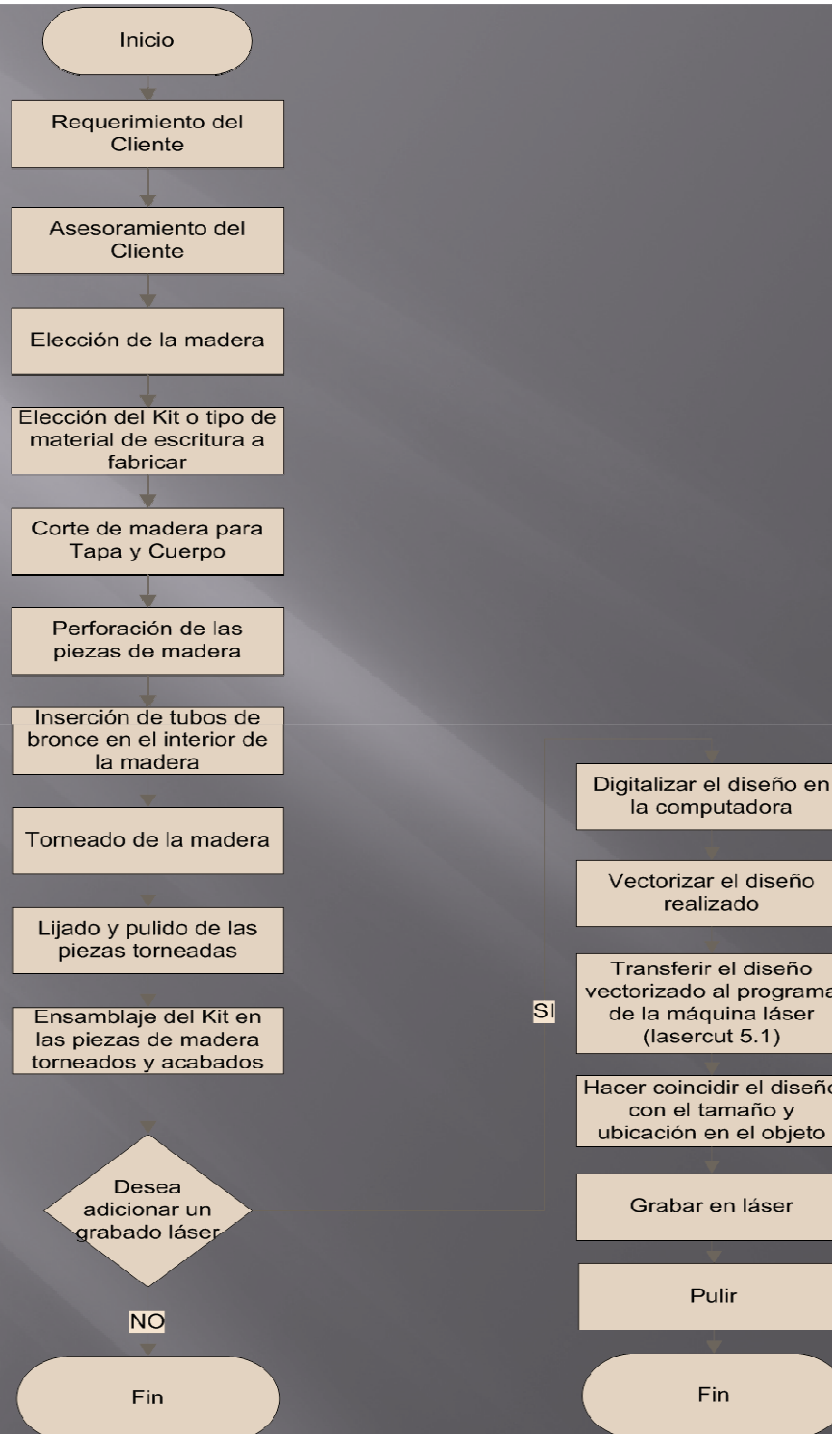 Inicio
Requerimiento del
Cliente
Asesoramiento del
Cliente
Elección de la madera
Elección del Kit o tipo de
material de escritura a
fabricar
Corte de madera para
Tapa y Cuerpo
Perforación de las
piezas de madera
Inserción de tubos de
bronce en el interior de
la madera
Torneado de la madera
Lijado y pulido de las
piezas torneadas
Ensamblaje del Kit en
las piezas de madera
torneados y acabados
Desea
adicionar un
grabado láser
NO
Fin
SI
Digitalizar el diseño en
la computadora
Vectorizar el diseño
realizado
Transferir el diseño
vectorizado al programa
de la máquina láser
(lasercut 5.1)
Hacer coincidir el diseño
con el tamaño y
ubicación en el objeto
Grabar en láser
Pulir
Fin